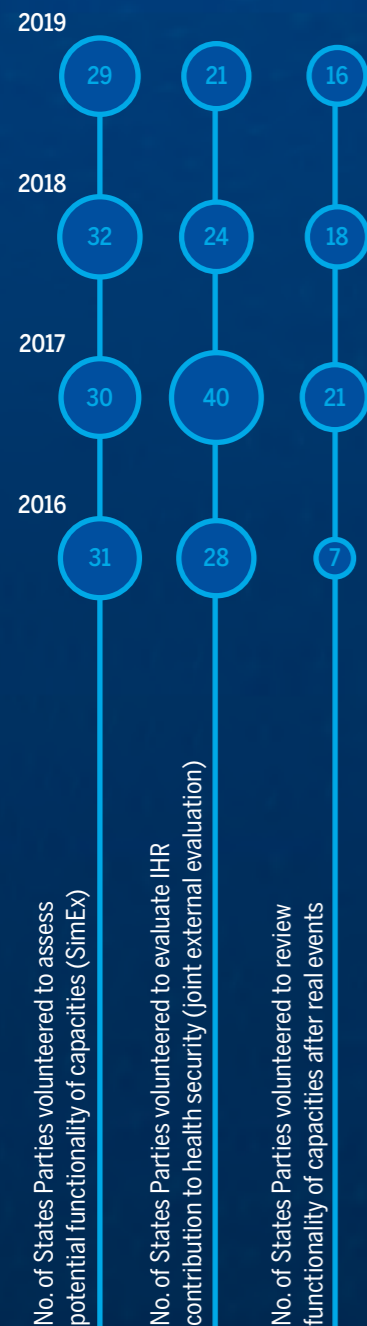 2019
29
21
16
2018
32
24
18
2017
30
40
21
2016
31
28
7
No. of States Parties volunteered to assess
potential functionality of capacities (SimEx)
No. of States Parties volunteered to evaluate IHR
contribution to health security (joint external evaluation)
No. of States Parties volunteered to review
functionality of capacities after real events